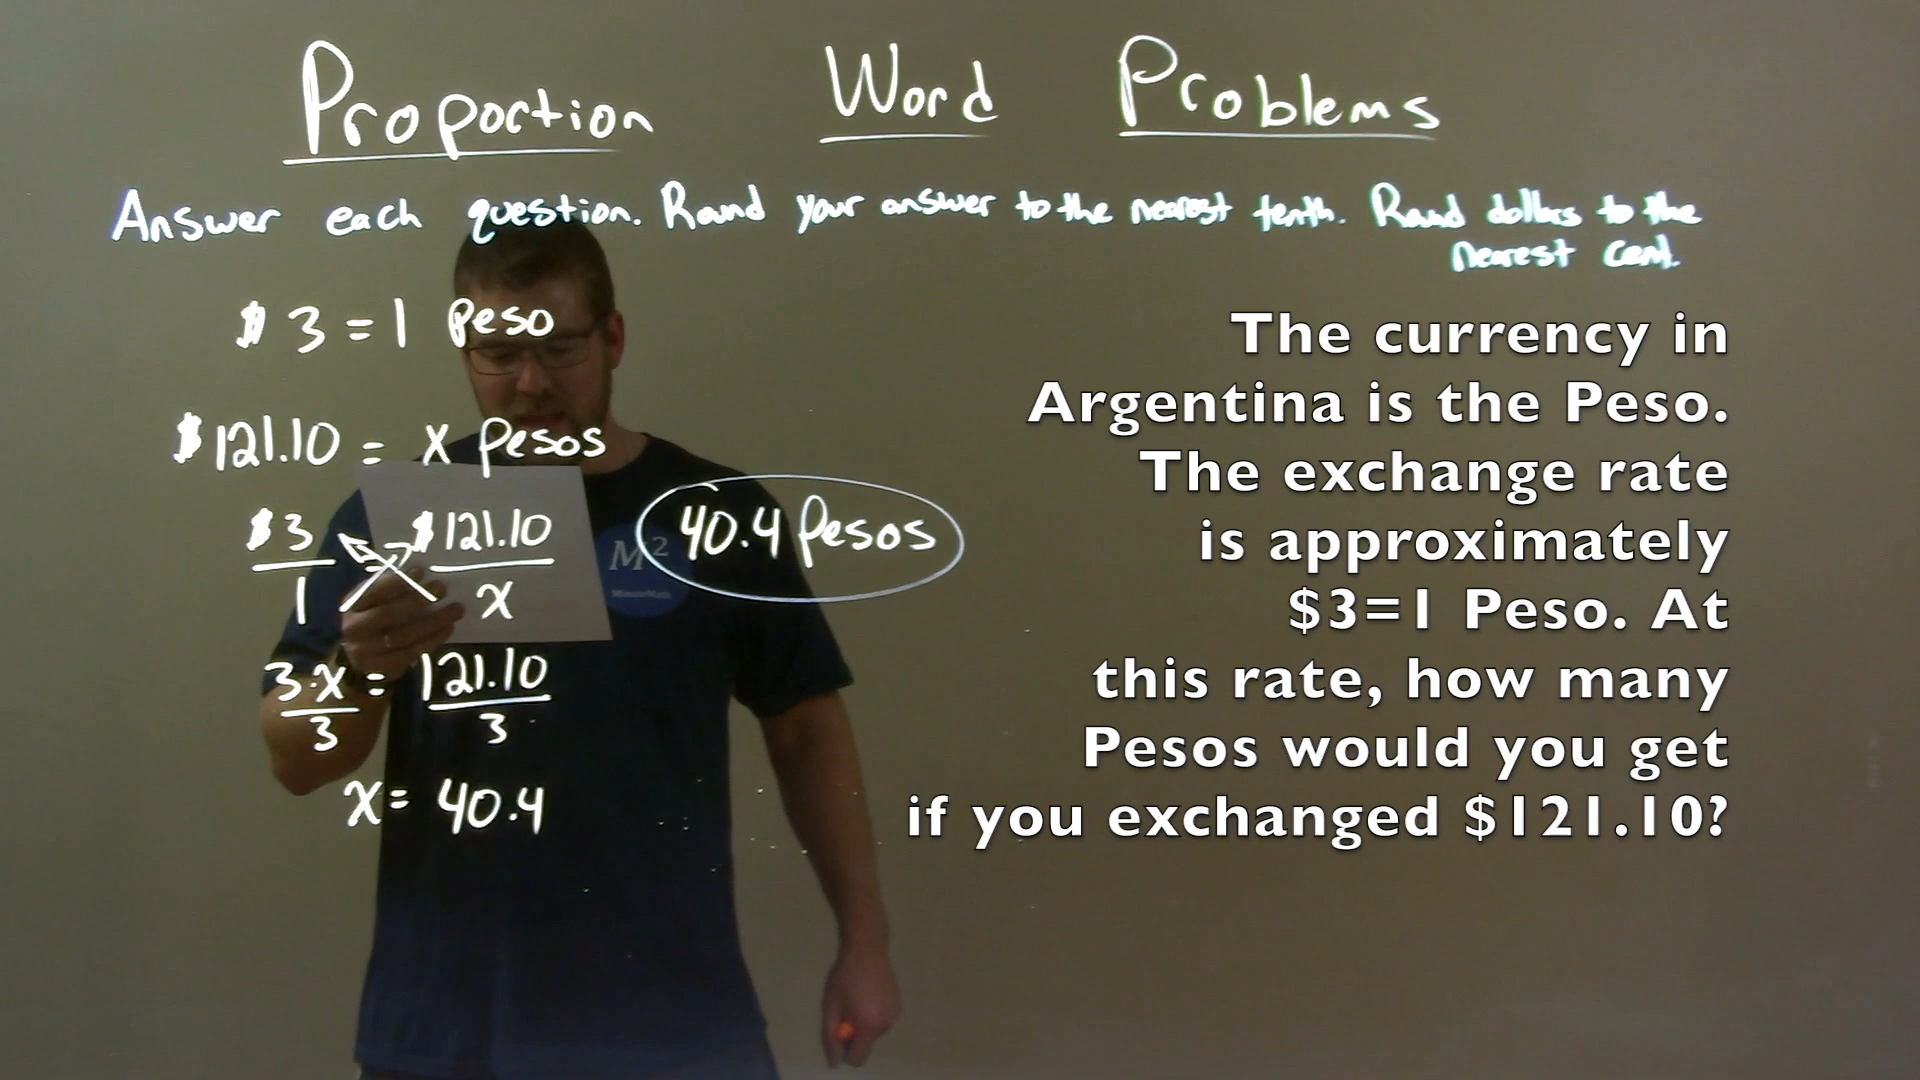 Proportion Word Problems
Answer each question. Round your answer to the nearest tenth. Round dollars to the
nearest cent.
$3 = 1 Peso
$121.10 = x Pesos
$3 = $121.10
1 x
40.4 Pesos
3·x = 121.10
3 3
x = 40.4
M²
MinuteMath
The currency in
Argentina is the Peso.
The exchange rate
is approximately
$3=1 Peso. At
this rate, how many
Pesos would you get
if you exchanged $121.10?